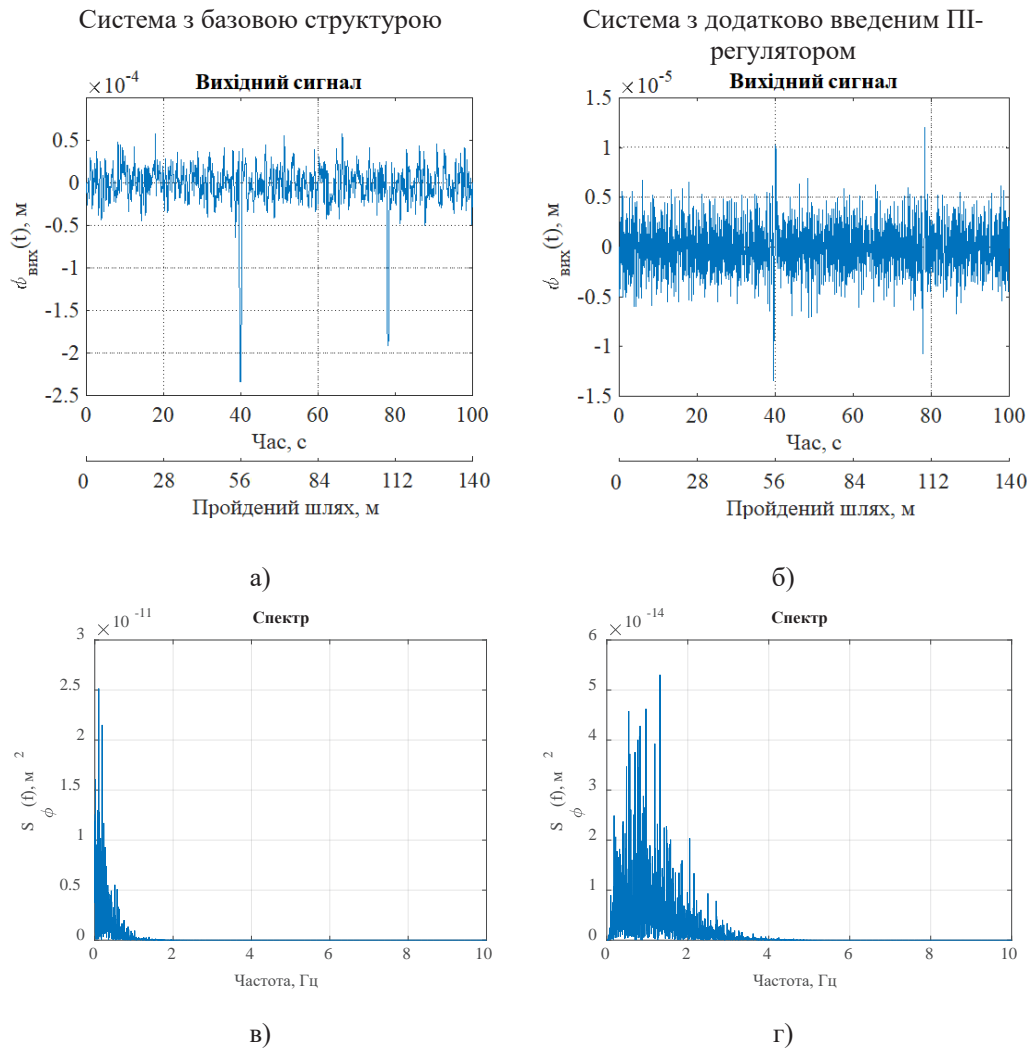 Система з базовою структурою
Система з додатково введеним ПІ-
регулятором
×10⁻⁴
Вихідний сигнал
0.5
0
-0.5
-1
-1.5
-2
-2.5
ϕвих(t), м
0 20 40 60 80 100
Час, с
0 28 56 84 112 140
Пройдений шлях, м
×10⁻⁵
Вихідний сигнал
1.5
1
0.5
0
-0.5
-1
-1.5
ϕвих(t), м
0 20 40 60 80 100
Час, с
0 28 56 84 112 140
Пройдений шлях, м
а)
б)
×10⁻¹¹
Спектр
3
2.5
2
1.5
1
0.5
0
Sϕ(f), м²
0 2 4 6 8 10
Частота, Гц
×10⁻¹⁴
Спектр
6
5
4
3
2
1
0
Sϕ(f), м²
0 2 4 6 8 10
Частота, Гц
в)
г)